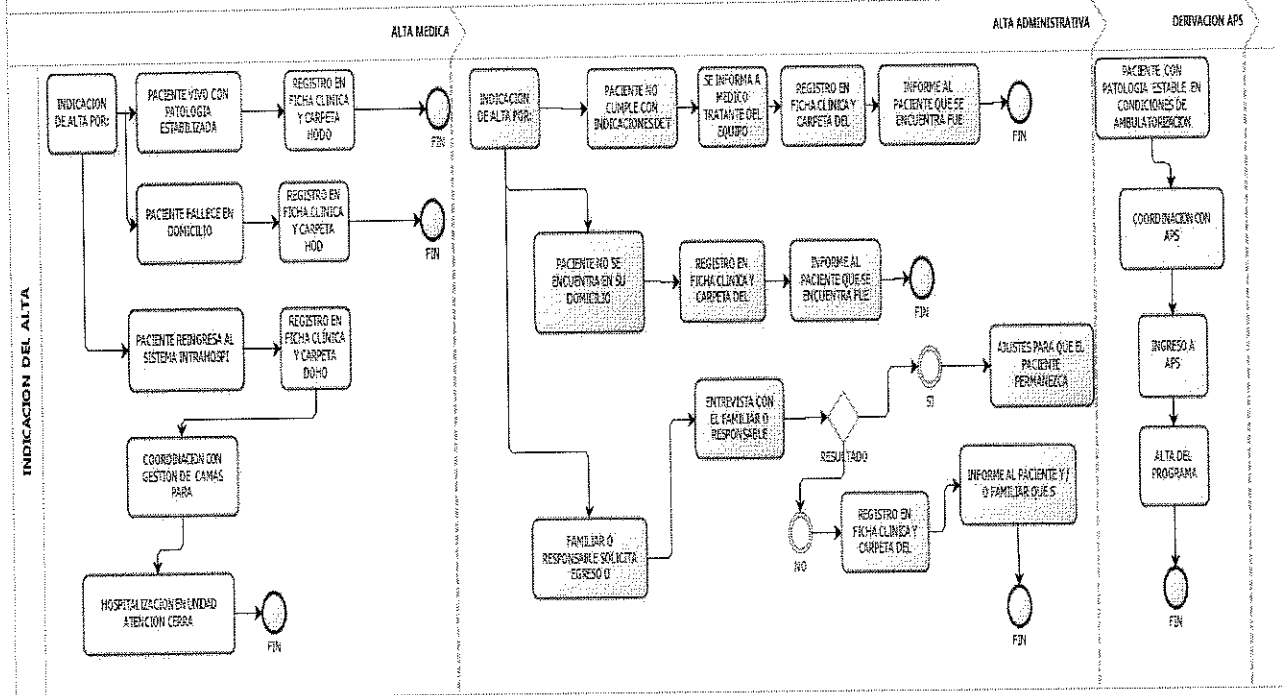 ALTA MEDICA
ALTA ADMINISTRATIVA
DERIVACION APS
INDICACION DEL ALTA
INDICACION
DE ALTA POR:
PACIENTE VIVO CON
PATOLOGIA
ESTABILIZADA
REGISTRO EN
FICHA CLINICA
Y CARPETA
HODO
FIN
PACIENTE FALLECE EN
DOMICILIO
REGISTRO EN
FICHA CLINICA
Y CARPETA
HOD
FIN
PACIENTE REINGRESA AL
SISTEMA INTRAHOSPI
REGISTRO EN
FICHA CLÍNICA
Y CARPETA
DOHO
COORDINACION CON
GESTIÓN DE CAMAS
PARA
HOSPITALIZACION EN UNIDAD
ATENCIÓN CERRA
FIN
INDICACION
DE ALTA POR:
PACIENTE NO
CUMPLE CON
INDICACIONES DE T
SE INFORMA A
MEDICO
TRATANTE DEL
EQUIPO
REGISTRO EN
FICHA CLÍNICA Y
CARPETA DEL
INFORME AL
PACIENTE QUE SE
ENCUENTRA FUE
FIN
PACIENTE NO SE
ENCUENTRA EN SU
DOMICILIO
REGISTRO EN
FICHA CLINICA Y
CARPETA DEL
INFORME AL
PACIENTE QUE SE
ENCUENTRA FUE
FIN
FAMILIAR O
RESPONSABLE SOLICITA
EGRESO O
ENTREVISTA CON
EL FAMILIAR O
RESPONSABLE
RESULTADO
SI
AJUSTES PARA QUE EL
PACIENTE
PERMANEZCA
NO
REGISTRO EN
FICHA CLINICA Y
CARPETA DEL
INFORME AL PACIENTE Y /
O FAMILIAR QUE S
FIN
PACIENTE CON
PATOLOGIA ESTABLE EN
CONDICIONES DE
AMBULATORIZACION.
COORDINACION CON
APS
INGRESO A
APS
ALTA DEL
PROGRAMA
FIN